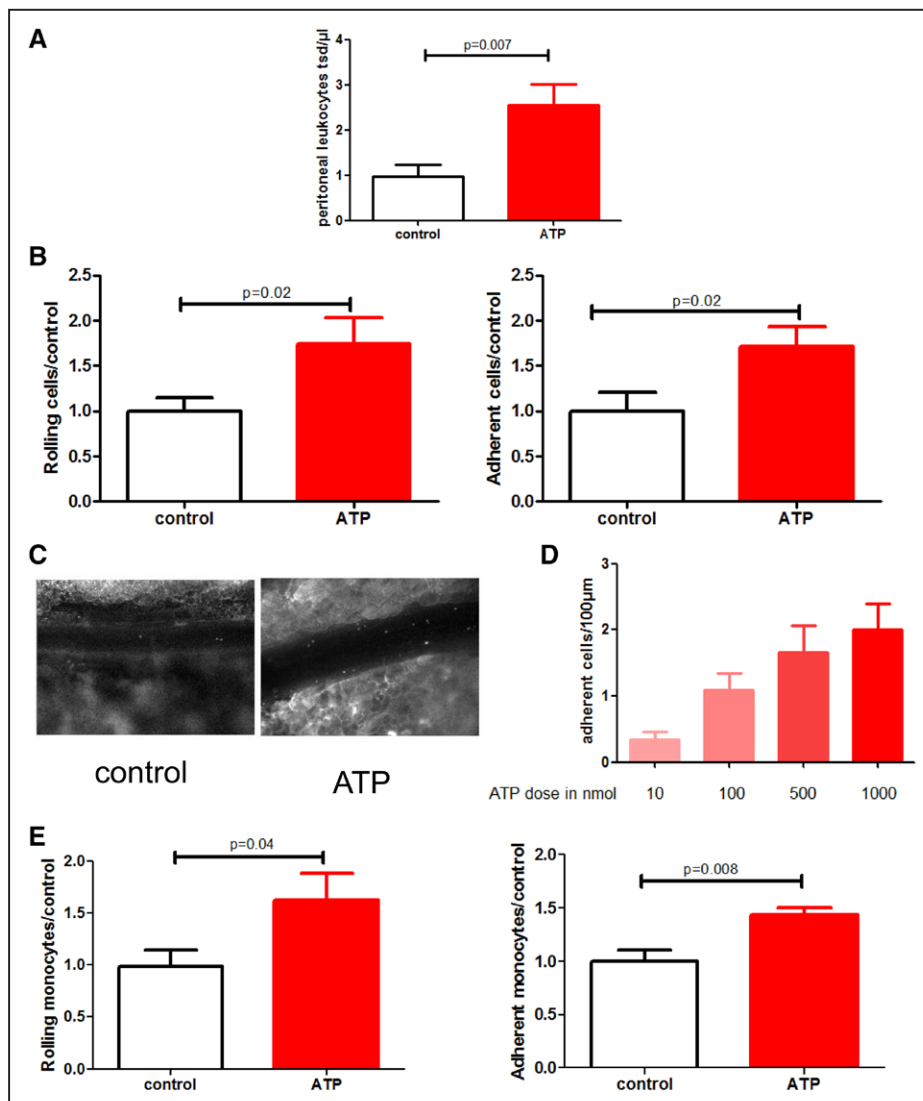 A
peritoneal leukocytes tsd/µl
4
3
2
1
0
p=0.007
control ATP
B
Rolling cells/control
2.5
2.0
1.5
1.0
0.5
0.0
p=0.02
control ATP
Adherent cells/control
2.5
2.0
1.5
1.0
0.5
0.0
p=0.02
control ATP
C
control ATP
D
adherent cells/100µm
3
2
1
0
ATP dose in nmol 10 100 500 1000
E
Rolling monocytes/control
2.0
1.5
1.0
0.5
0.0
p=0.04
control ATP
Adherent monocytes/control
2.0
1.5
1.0
0.5
0.0
p=0.008
control ATP